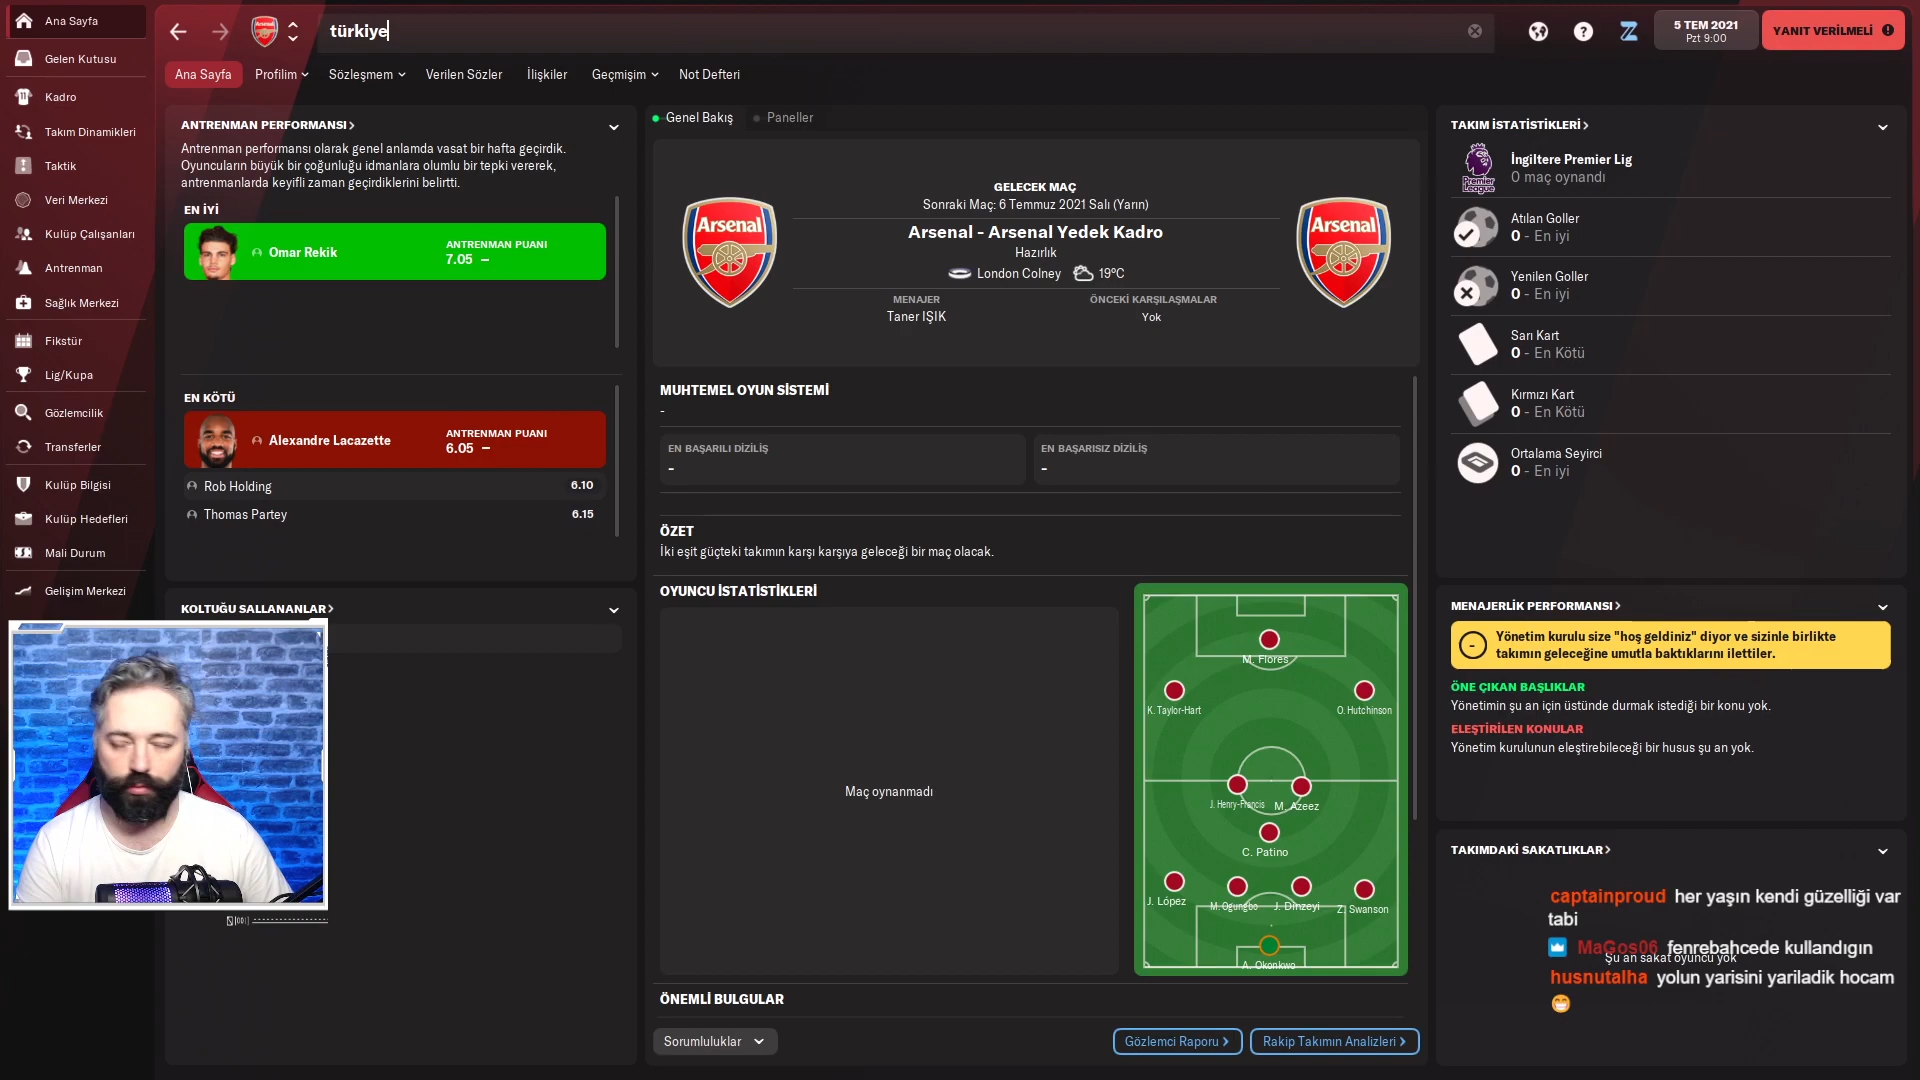 Ana Sayfa
Gelen Kutusu
Kadro
Takım Dinamikleri
Taktik
Veri Merkezi
Kulüp Çalışanları
Antrenman
Sağlık Merkezi
Fikstür
Lig/Kupa
Gözlemcilik
Transferler
Kulüp Bilgisi
Kulüp Hedefleri
Mali Durum
Gelişim Merkezi
türkiye
5 TEM 2021
Pzt 9:00
YANIT VERİLMELİ
Ana Sayfa Profilim Sözleşmem Verilen Sözler İlişkiler Geçmişim Not Defteri
ANTRENMAN PERFORMANSI
Antrenman performansı olarak genel anlamda vasat bir hafta geçirdik.
Oyuncuların büyük bir çoğunluğu idmanlara olumlu bir tepki vererek,
antrenmanlarda keyifli zaman geçirdiklerini belirtti.
EN İYİ
Omar Rekik
ANTRENMAN PUANI
7.05 –
EN KÖTÜ
Alexandre Lacazette
ANTRENMAN PUANI
6.05 –
Rob Holding 6.10
Thomas Partey 6.15
KOLTUĞU SALLANANLAR
Genel Bakış Paneller
GELECEK MAÇ
Sonraki Maç: 6 Temmuz 2021 Salı (Yarın)
Arsenal
Arsenal - Arsenal Yedek Kadro
Arsenal
Hazırlık
London Colney 19°C
MENAJER
Taner IŞIK
ÖNCEKİ KARŞILAŞMALAR
Yok
MUHTEMEL OYUN SİSTEMİ
-
EN BAŞARILI DİZİLİŞ
-
EN BAŞARISIZ DİZİLİŞ
-
ÖZET
İki eşit güçteki takımın karşı karşıya geleceği bir maç olacak.
OYUNCU İSTATİSTİKLERİ
Maç oynanmadı
M. Flores
K. Taylor-Hart
O. Hutchinson
J. Henry-Francis
M. Azeez
C. Patino
J. López
M. Ogungbo
J. Dinzeyi
Z. Swanson
A. Okonkwo
ÖNEMLİ BULGULAR
Sorumluluklar
Gözlemci Raporu
Rakip Takımın Analizleri
TAKIM İSTATİSTİKLERİ
Premier
League
İngiltere Premier Lig
0 maç oynandı
Atılan Goller
0 - En iyi
Yenilen Goller
0 - En iyi
Sarı Kart
0 - En Kötü
Kırmızı Kart
0 - En Kötü
Ortalama Seyirci
0 - En iyi
MENAJERLİK PERFORMANSI
Yönetim kurulu size "hoş geldiniz" diyor ve sizinle birlikte
takımın geleceğine umutla baktıklarını ilettiler.
ÖNE ÇIKAN BAŞLIKLAR
Yönetimin şu an için üstünde durmak istediği bir konu yok.
ELEŞTİRİLEN KONULAR
Yönetim kurulunun eleştirebileceği bir husus şu an yok.
TAKIMDAKİ SAKATLIKLAR
captainproud her yaşın kendi güzelliği var
tabi
MaGos06 fenrebahcede kullandıgın
Şu an sakat oyuncu yok
husnutalha yolun yarisini yariladik hocam